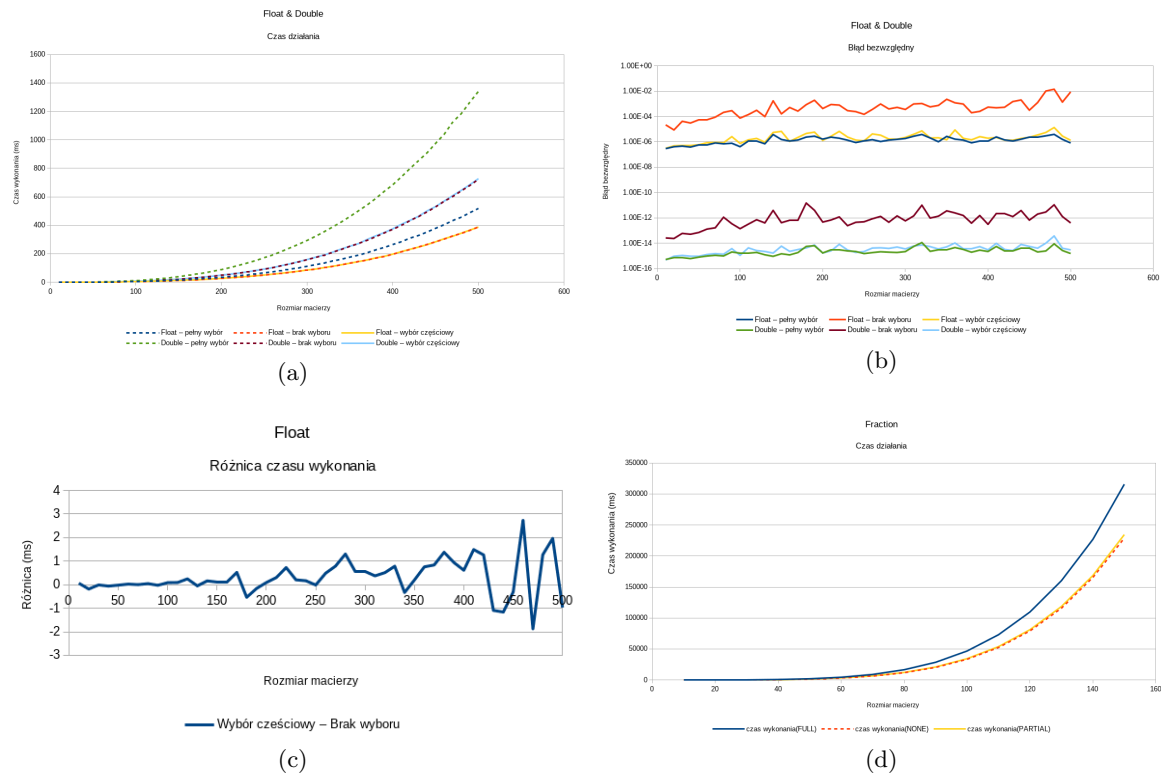 Float & Double
Czas działania
1600
1400
1200
1000
800
600
400
200
0
Czas wykonania (ms)
0 100 200 300 400 500 600
Rozmiar macierzy
Float – pełny wybór Float – brak wyboru Float – wybór częściowy
Double – pełny wybór Double – brak wyboru Double – wybór częściowy
(a)
Float & Double
Błąd bezwzględny
1.00E+00
1.00E-02
1.00E-04
1.00E-06
1.00E-08
1.00E-10
1.00E-12
1.00E-14
1.00E-16
Błąd bezwzględny
0 100 200 300 400 500 600
Rozmiar macierzy
Float – pełny wybór Float – brak wyboru Float – wybór częściowy
Double – pełny wybór Double – brak wyboru Double – wybór częściowy
(b)
Float
Różnica czasu wykonania
4
3
2
1
0
-1
-2
-3
Różnica (ms)
0 50 100 150 200 250 300 350 400 450 500
Rozmiar macierzy
Wybór cześciowy – Brak wyboru
(c)
Fraction
Czas działania
350000
300000
250000
200000
150000
100000
50000
0
Czas wykonania (ms)
0 20 40 60 80 100 120 140 160
Rozmiar macierzy
czas wykonania(FULL) czas wykonania(NONE) czas wykonania(PARTIAL)
(d)